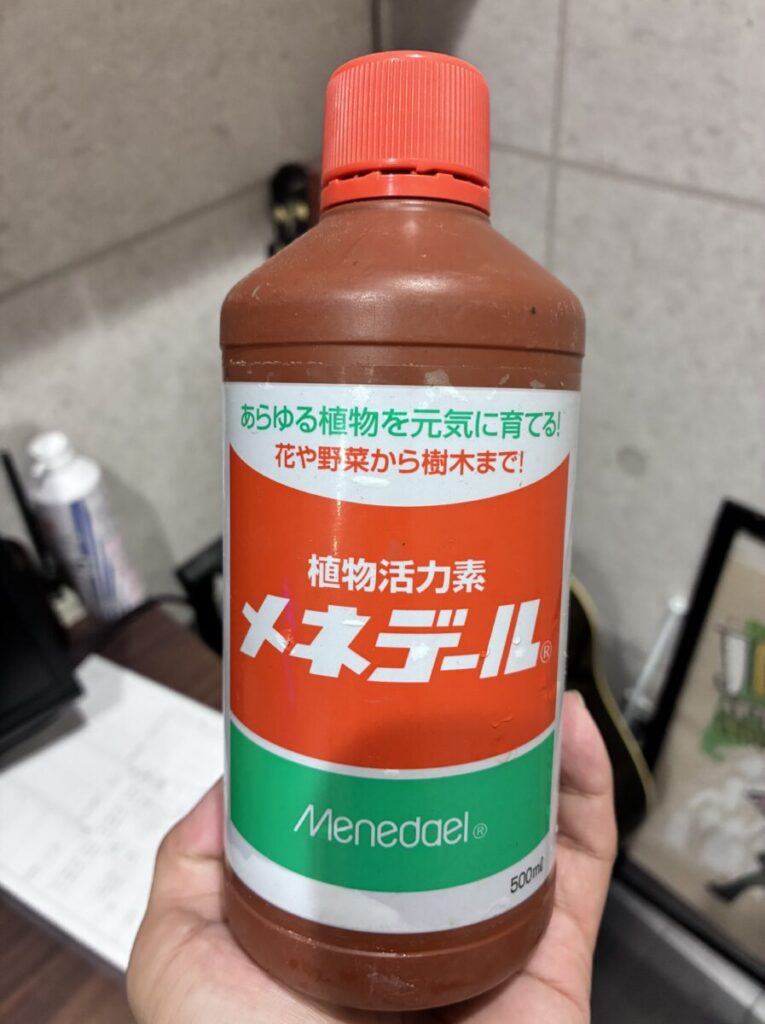 あらゆる植物を元気に育てる!
花や野菜から樹木まで!
植物活力素
メネデール®
Menedael®
500ml